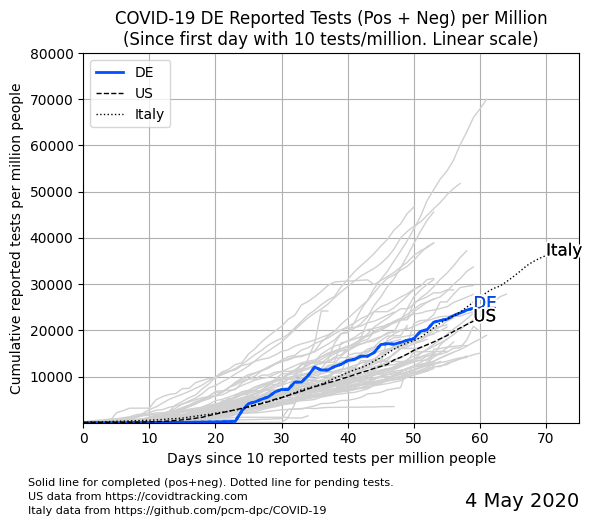 COVID-19 DE Reported Tests (Pos + Neg) per Million
(Since first day with 10 tests/million. Linear scale)
Cumulative reported tests per million people
80000
70000
60000
50000
40000
30000
20000
10000
DE
US
Italy
Italy
DE
US
0 10 20 30 40 50 60 70
Days since 10 reported tests per million people
Solid line for completed (pos+neg). Dotted line for pending tests.
US data from https://covidtracking.com
Italy data from https://github.com/pcm-dpc/COVID-19
4 May 2020